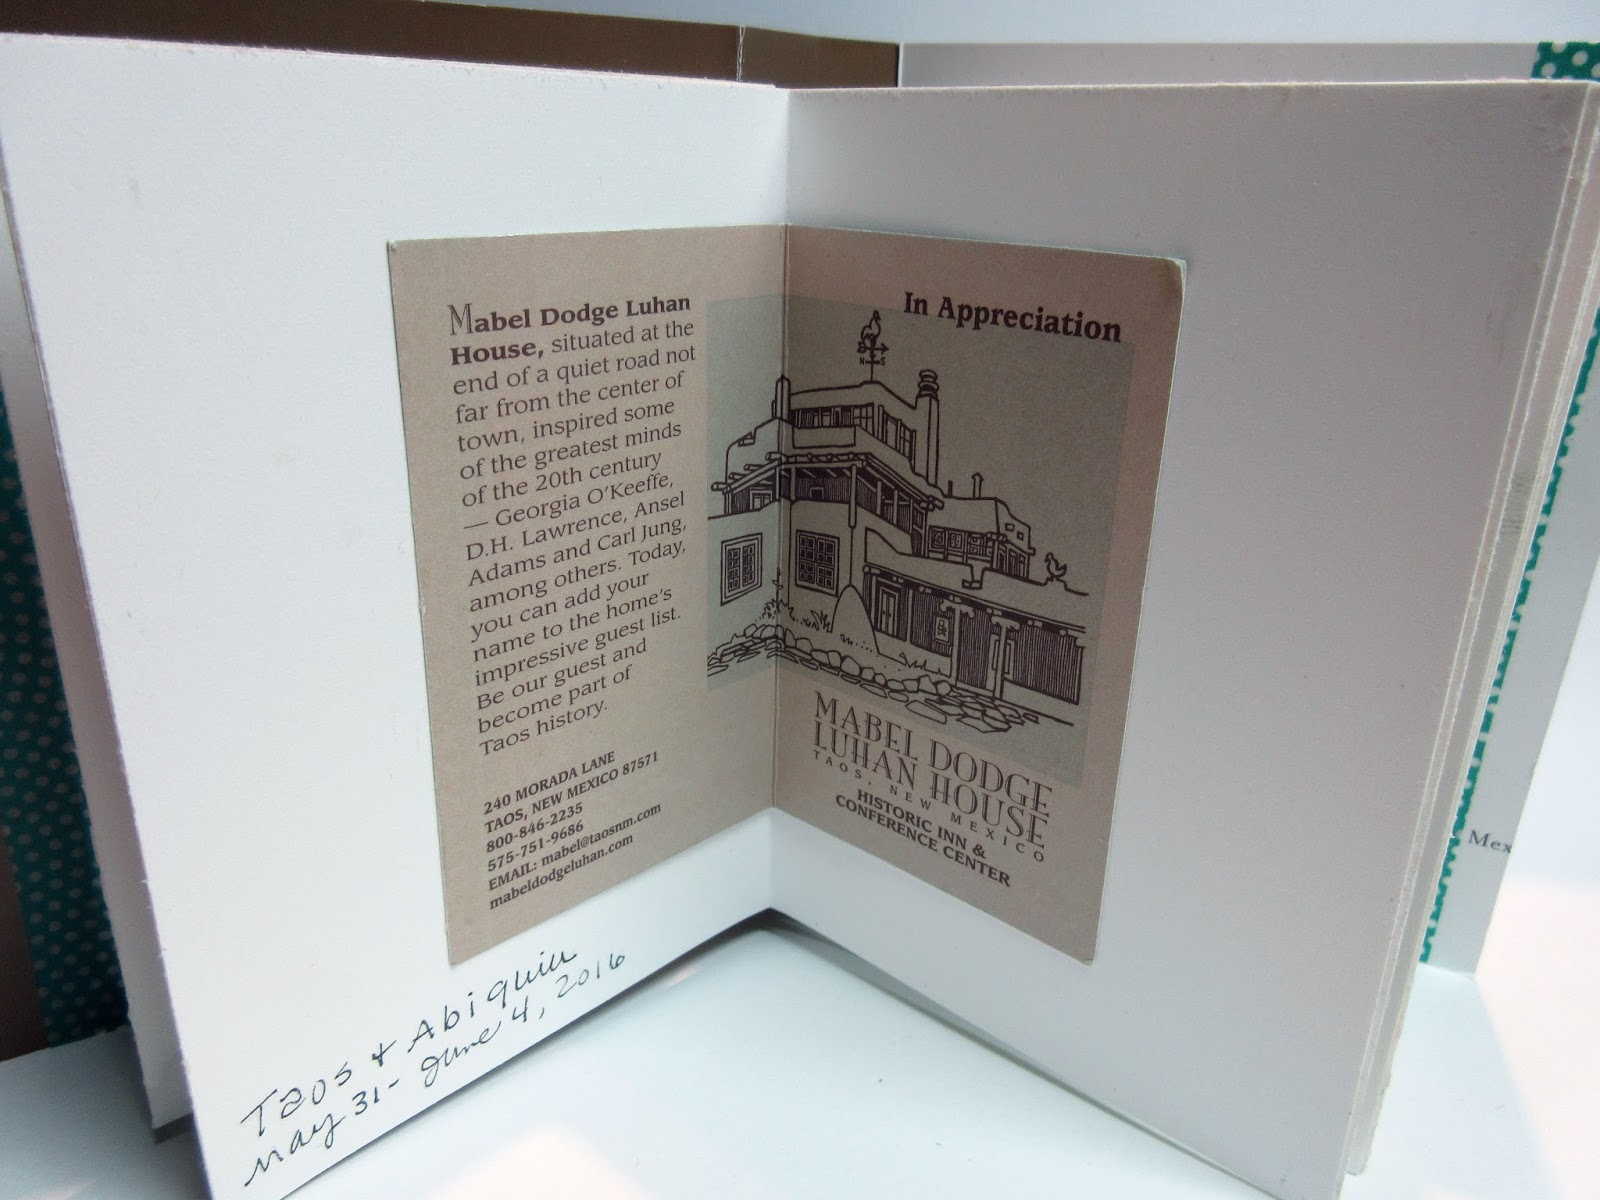 Mabel Dodge Luhan
House, situated at the
end of a quiet road not
far from the center of
town, inspired some
of the greatest minds
of the 20th century
— Georgia O'Keeffe,
D.H. Lawrence, Ansel
Adams and Carl Jung,
among others. Today,
you can add your
name to the home's
impressive guest list.
Be our guest and
become part of
Taos history.
240 MORADA LANE
TAOS, NEW MEXICO 87571
800-846-2235
575-751-9686
EMAIL: mabel@taosnm.com
mabeldodgeluhan.com
Taos & Abiquiu
May 31 - June 4, 2016
In Appreciation
N S
MABEL DODGE
LUHAN HOUSE
TAOS, NEW MEXICO
HISTORIC INN &
CONFERENCE CENTER